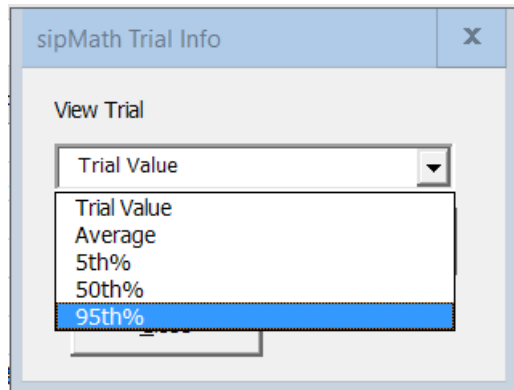 sipMath Trial Info x
View Trial
Trial Value
Trial Value
Average
5th%
50th%
95th%